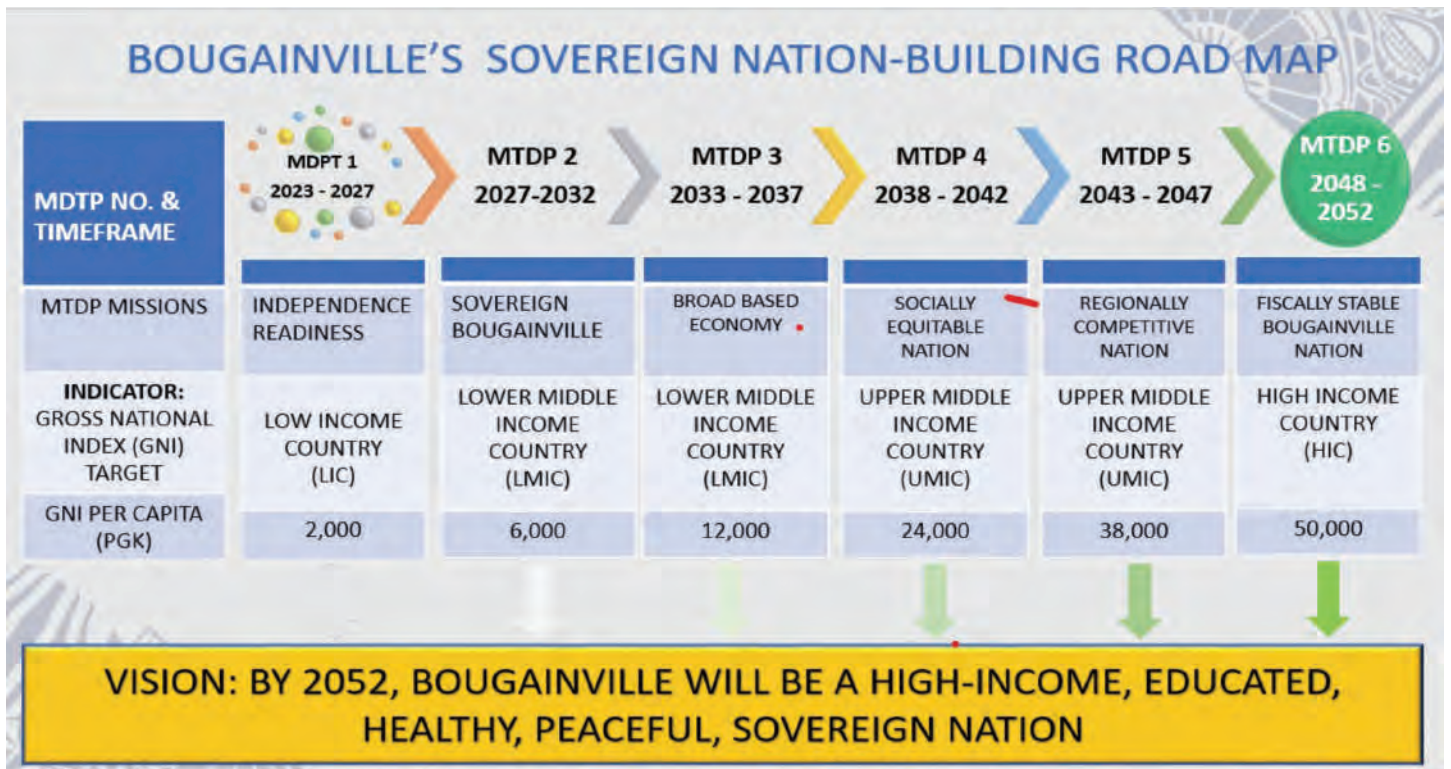 BOUGAINVILLE'S SOVEREIGN NATION-BUILDING ROAD MAP
MDTP NO. &
TIMEFRAME
MDPT 1
2023 - 2027
MTDP 2
2027-2032
MTDP 3
2033 - 2037
MTDP 4
2038 - 2042
MTDP 5
2043 - 2047
MTDP 6
2048 -
2052
MTDP MISSIONS
INDEPENDENCE
READINESS
SOVEREIGN
BOUGAINVILLE
BROAD BASED
ECONOMY
SOCIALLY
EQUITABLE
NATION
REGIONALLY
COMPETITIVE
NATION
FISCALLY STABLE
BOUGAINVILLE
NATION
INDICATOR:
GROSS NATIONAL
INDEX (GNI)
TARGET
LOW INCOME
COUNTRY
(LIC)
LOWER MIDDLE
INCOME
COUNTRY
(LMIC)
LOWER MIDDLE
INCOME
COUNTRY
(LMIC)
UPPER MIDDLE
INCOME
COUNTRY
(UMIC)
UPPER MIDDLE
INCOME
COUNTRY
(UMIC)
HIGH INCOME
COUNTRY
(HIC)
GNI PER CAPITA
(PGK)
2,000
6,000
12,000
24,000
38,000
50,000
VISION: BY 2052, BOUGAINVILLE WILL BE A HIGH-INCOME, EDUCATED,
HEALTHY, PEACEFUL, SOVEREIGN NATION